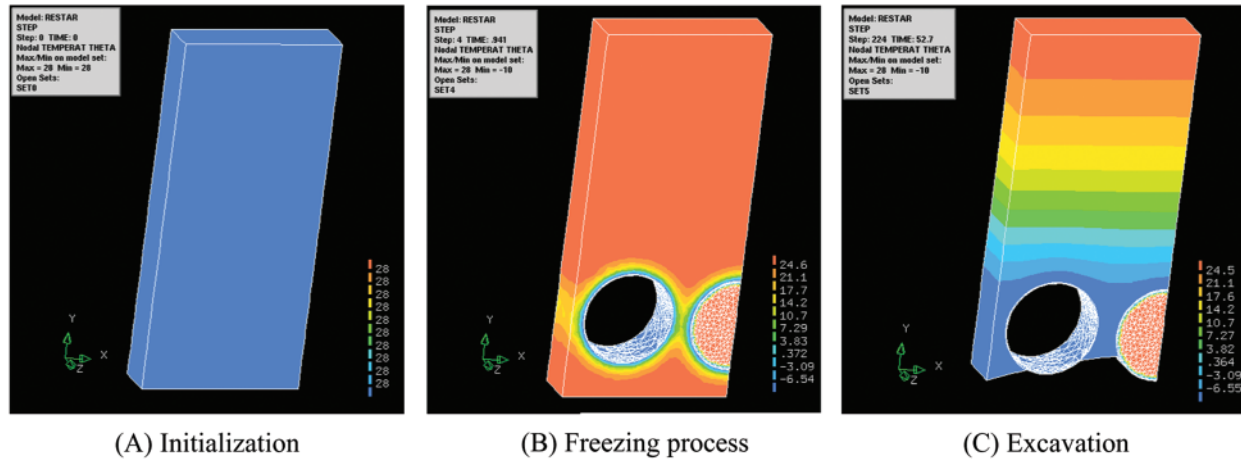 Model: RESTAR
STEP
Step: 0 TIME: 0
Nodal TEMPERAT THETA
Max/Min on model set:
Max = 28 Min = 28
Open Sets:
SET0
28
28
28
28
28
28
28
28
28
28
Y
X
Z
(A) Initialization
Model: RESTAR
STEP
Step: 4 TIME: .941
Nodal TEMPERAT THETA
Max/Min on model set:
Max = 28 Min = -10
Open Sets:
SET4
24.6
21.1
17.7
14.2
10.7
7.29
3.83
.372
-3.09
-6.54
Y
X
Z
(B) Freezing process
Model: RESTAR
STEP
Step: 224 TIME: 52.7
Nodal TEMPERAT THETA
Max/Min on model set:
Max = 28 Min = -10
Open Sets:
SET5
24.5
21.1
17.6
14.2
10.7
7.27
3.82
.364
-3.09
-6.55
Y
X
Z
(C) Excavation